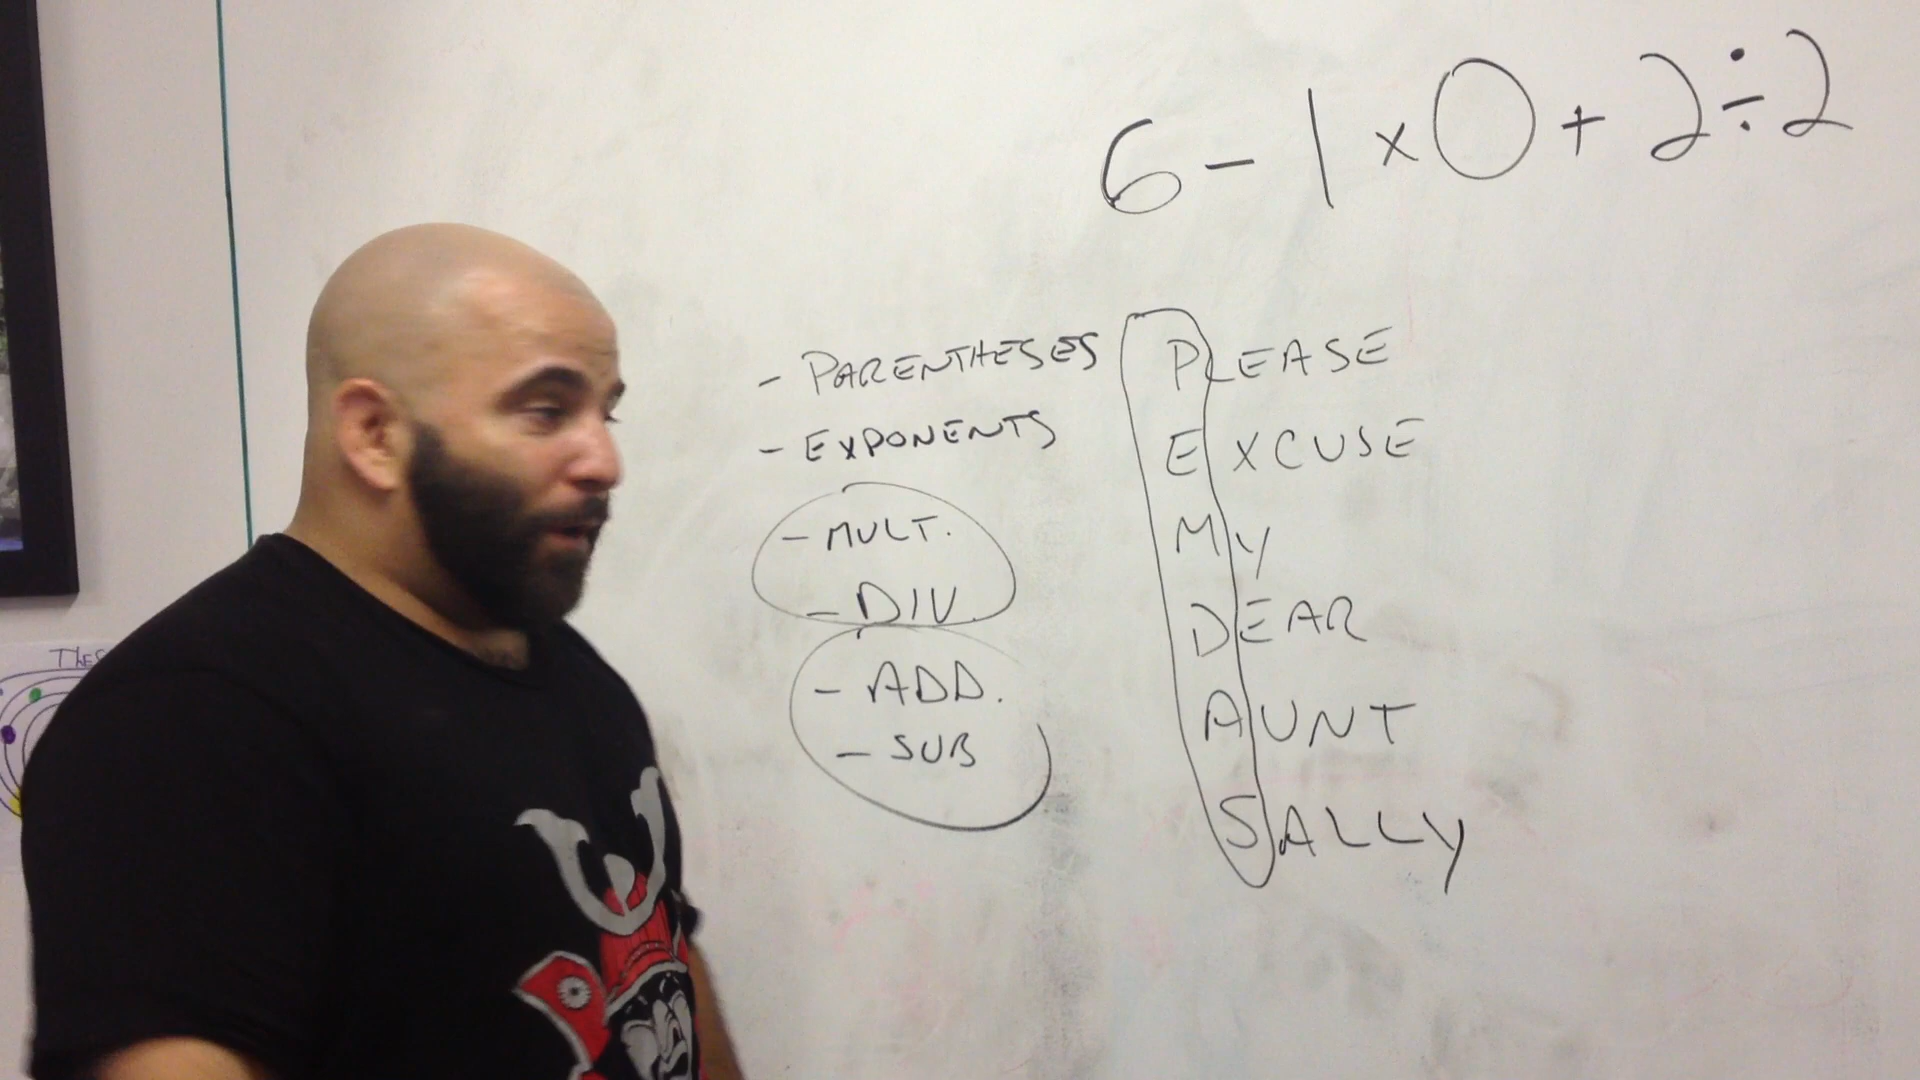 6 - 1 x 0 + 2 ÷ 2
- PARENTHESES
- EXPONENTS
- MULT.
- DIV.
- ADD.
- SUB
PLEASE
EXCUSE
MY
DEAR
AUNT
SALLY